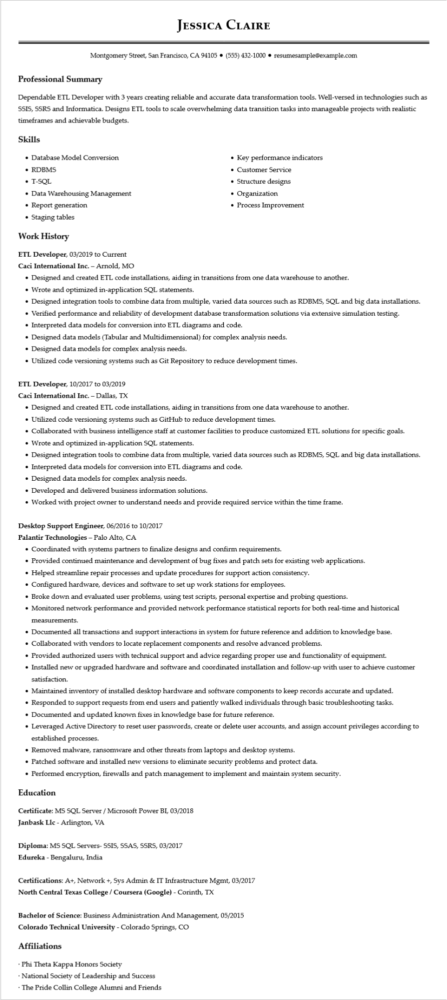 Jessica Claire
Montgomery Street, San Francisco, CA 94105 ● (555) 432-1000 ● resumesample@example.com
Professional Summary
Dependable ETL Developer with 3 years creating reliable and accurate data transformation tools. Well-versed in technologies such as
SSIS, SSRS and Informatica. Designs ETL tools to scale overwhelming data transition tasks into manageable projects with realistic
timeframes and achievable budgets.
Skills
• Database Model Conversion
• RDBMS
• T-SQL
• Data Warehousing Management
• Report generation
• Staging tables
• Key performance indicators
• Customer Service
• Structure designs
• Organization
• Process Improvement
Work History
ETL Developer, 03/2019 to Current
Caci International Inc. – Arnold, MO
• Designed and created ETL code installations, aiding in transitions from one data warehouse to another.
• Wrote and optimized in-application SQL statements.
• Designed integration tools to combine data from multiple, varied data sources such as RDBMS, SQL and big data installations.
• Verified performance and reliability of development database transformation solutions via extensive simulation testing.
• Interpreted data models for conversion into ETL diagrams and code.
• Designed data models (Tabular and Multidimensional) for complex analysis needs.
• Designed data models for complex analysis needs.
• Utilized code versioning systems such as Git Repository to reduce development times.
ETL Developer, 10/2017 to 03/2019
Caci International Inc. – Dallas, TX
• Designed and created ETL code installations, aiding in transitions from one data warehouse to another.
• Utilized code versioning systems such as GitHub to reduce development times.
• Collaborated with business intelligence staff at customer facilities to produce customized ETL solutions for specific goals.
• Wrote and optimized in-application SQL statements.
• Designed integration tools to combine data from multiple, varied data sources such as RDBMS, SQL and big data installations.
• Interpreted data models for conversion into ETL diagrams and code.
• Designed data models for complex analysis needs.
• Developed and delivered business information solutions.
• Worked with project owner to understand needs and provide required service within the time frame.
Desktop Support Engineer, 06/2016 to 10/2017
Palantir Technologies – Palo Alto, CA
• Coordinated with systems partners to finalize designs and confirm requirements.
• Provided continued maintenance and development of bug fixes and patch sets for existing web applications.
• Helped streamline repair processes and update procedures for support action consistency.
• Configured hardware, devices and software to set up work stations for employees.
• Broke down and evaluated user problems, using test scripts, personal expertise and probing questions.
• Monitored network performance and provided network performance statistical reports for both real-time and historical
measurements.
• Documented all transactions and support interactions in system for future reference and addition to knowledge base.
• Collaborated with vendors to locate replacement components and resolve advanced problems.
• Provided authorized users with technical support and advice regarding proper use and functionality of equipment.
• Installed new or upgraded hardware and software and coordinated installation and follow-up with user to achieve customer
satisfaction.
• Maintained inventory of installed desktop hardware and software components to keep records accurate and updated.
• Responded to support requests from end users and patiently walked individuals through basic troubleshooting tasks.
• Documented and updated known fixes in knowledge base for future reference.
• Leveraged Active Directory to reset user passwords, create or delete user accounts, and assign account privileges according to
established processes.
• Removed malware, ransomware and other threats from laptops and desktop systems.
• Patched software and installed new versions to eliminate security problems and protect data.
• Performed encryption, firewalls and patch management to implement and maintain system security.
Education
Certificate: MS SQL Server / Microsoft Power BI, 03/2018
Janbask Llc - Arlington, VA
Diploma: MS SQL Servers- SSIS, SSAS, SSRS, 03/2017
Edureka - Bengaluru, India
Certifications: A+, Network +, Sys Admin & IT Infrastructure Mgmt, 03/2017
North Central Texas College / Coursera (Google) - Corinth, TX
Bachelor of Science: Business Administration And Management, 05/2015
Colorado Technical University - Colorado Springs, CO
Affiliations
· Phi Theta Kappa Honors Society
· National Society of Leadership and Success
· The Pride Collin College Alumni and Friends